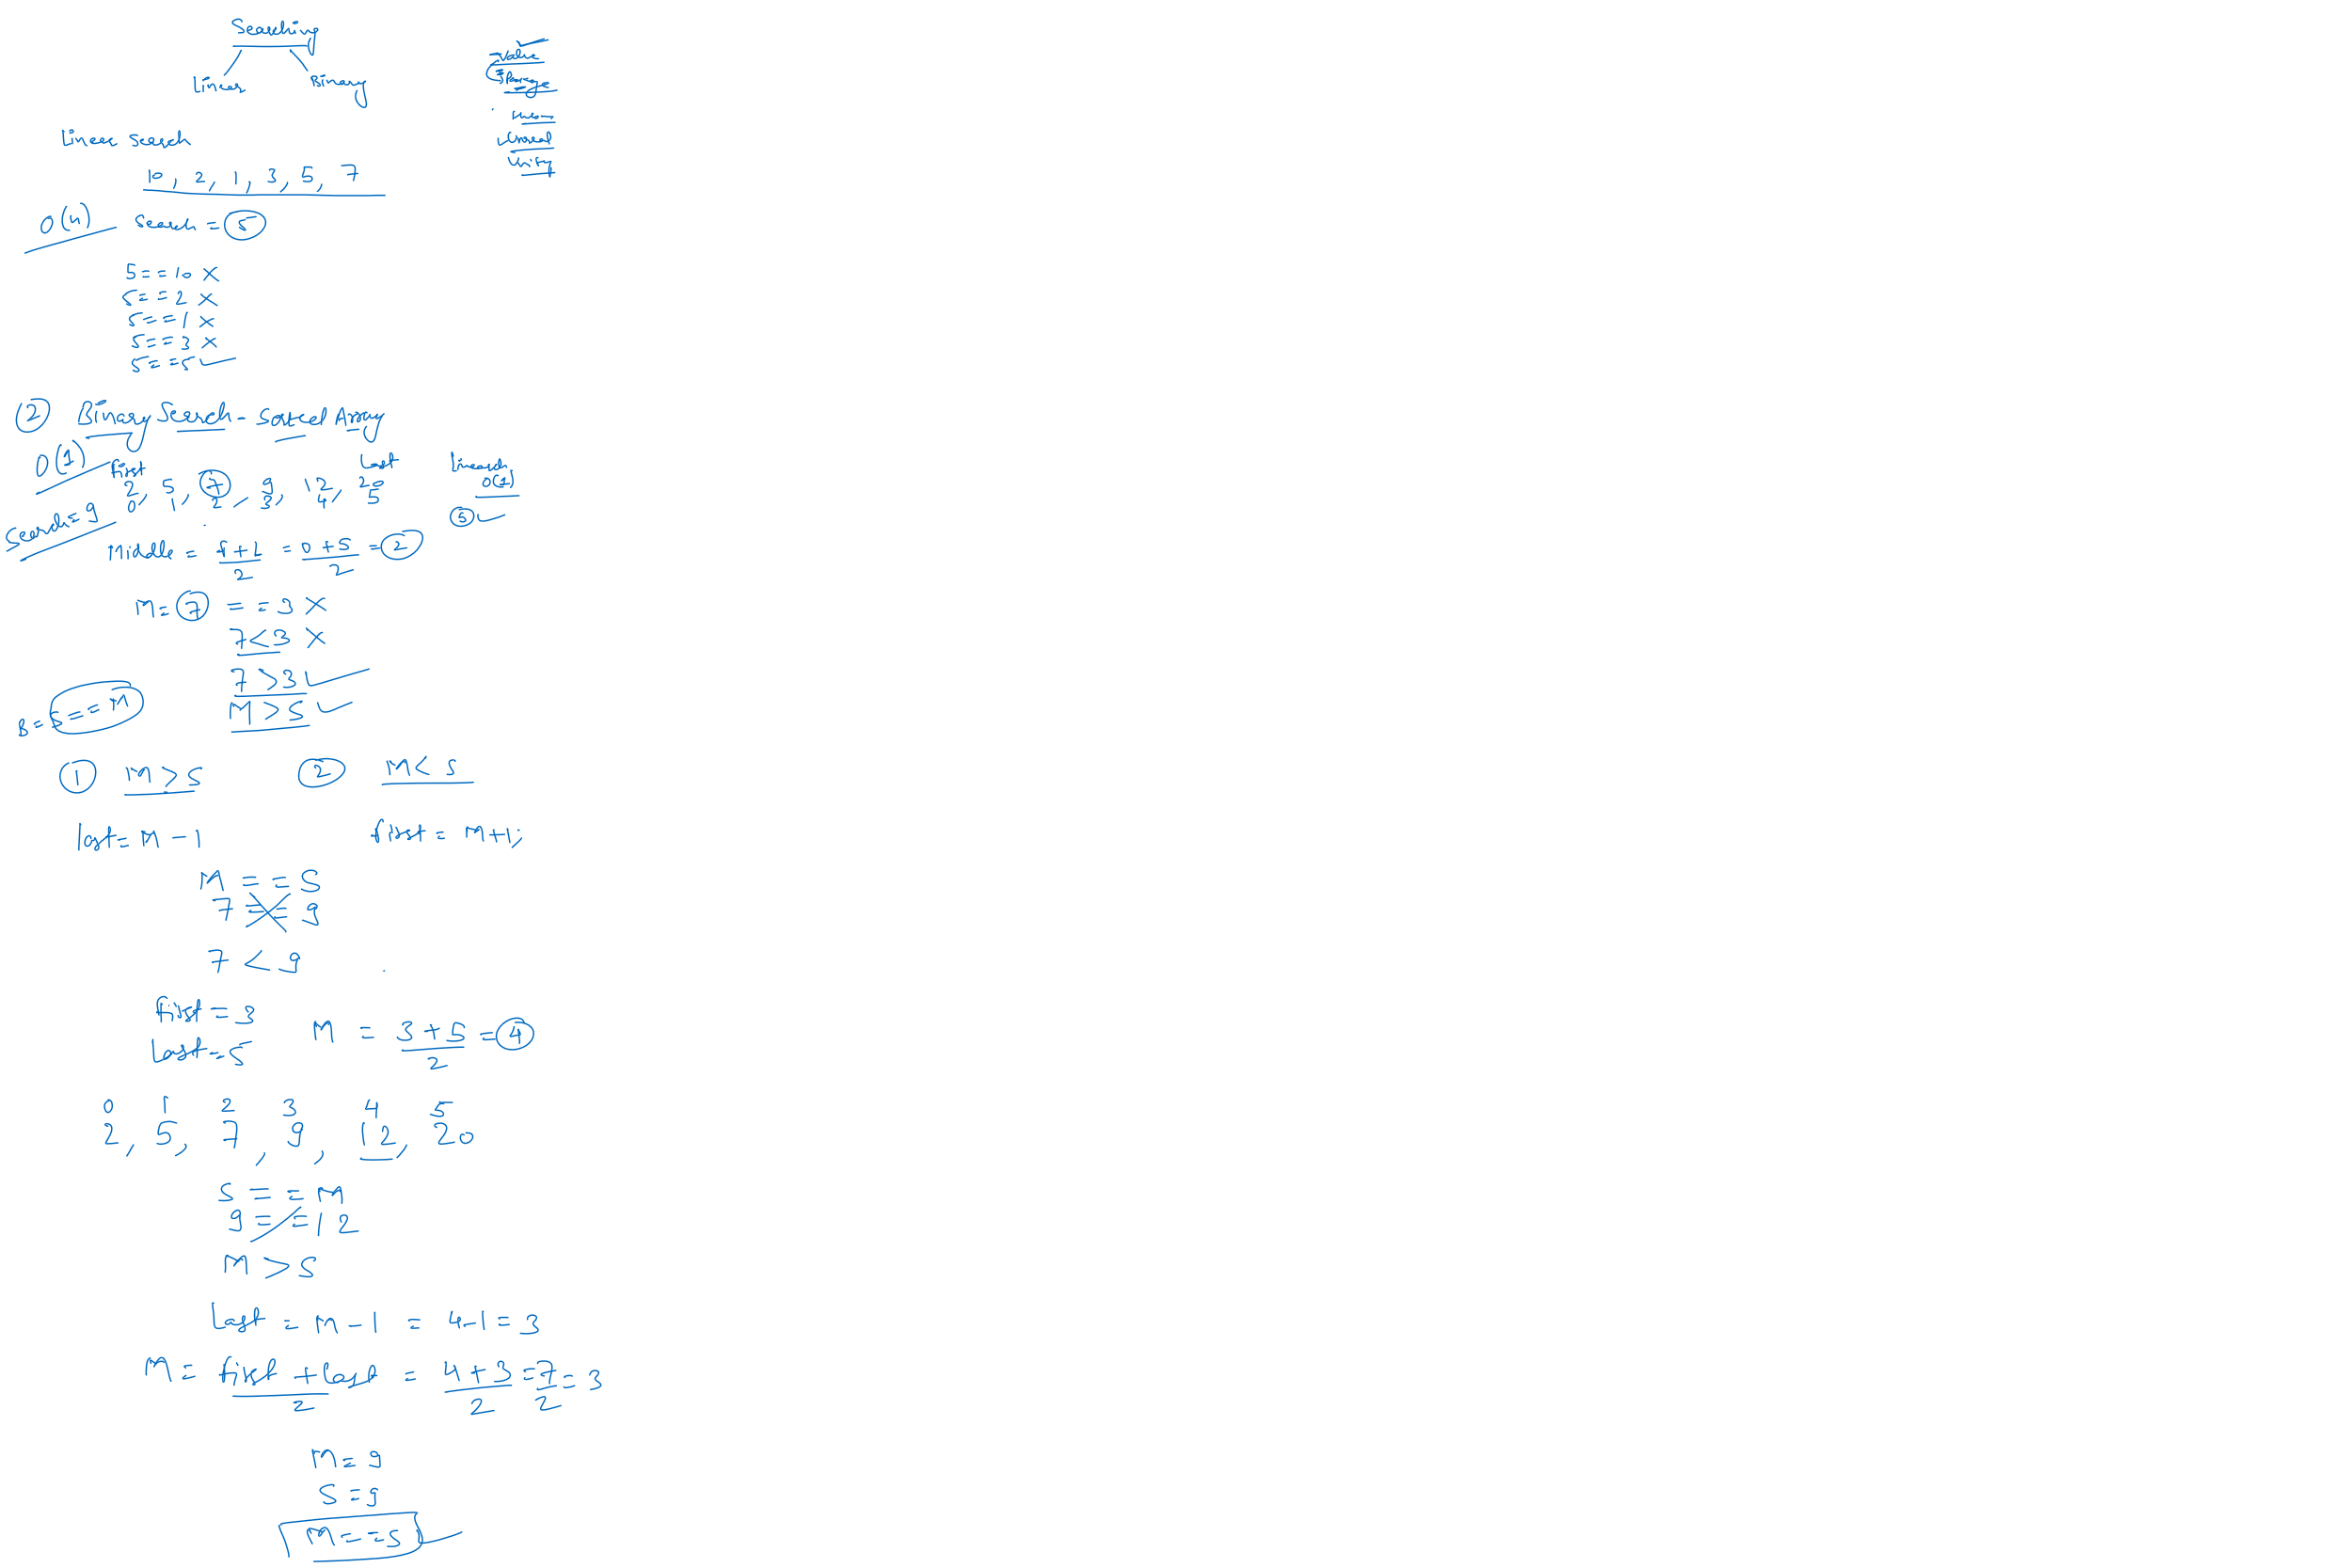 Searching
Linear Binary
Value
Linear Search
10, 2, 1, 3, 5, 7
O(n) Search = 5
5 == 10 X
5 == 2 X
5 == 1 X
5 == 3 X
5 == 5 ✓
② Binary Search - Sorted Array
O(1)
First Last
2, 5, 7, 9, 12, 20
0 1 2 3 4 5
Search = 9
O(1)
5 ✓
Middle = f+L/2 = 0+5/2 = 2
M = 7 == 3 X
7 < 3 X
7 > 3 ✓
M > S ✓
B = S == M
① M > S ② M < S
last = M - 1 first = M+1;
M == S
7 == 9
7 < 9
first = 3
Last = 5
M = 3+5/2 = 4
0 1 2 3 4 5
2, 5, 7, 9, 12, 20
S == M
9 == 12
M > S
Last = M - 1 = 4-1 = 3
M = first + Last/2 = 4+3/2 = 7/2 = 3
M = 9
S = 9
M == S ✓